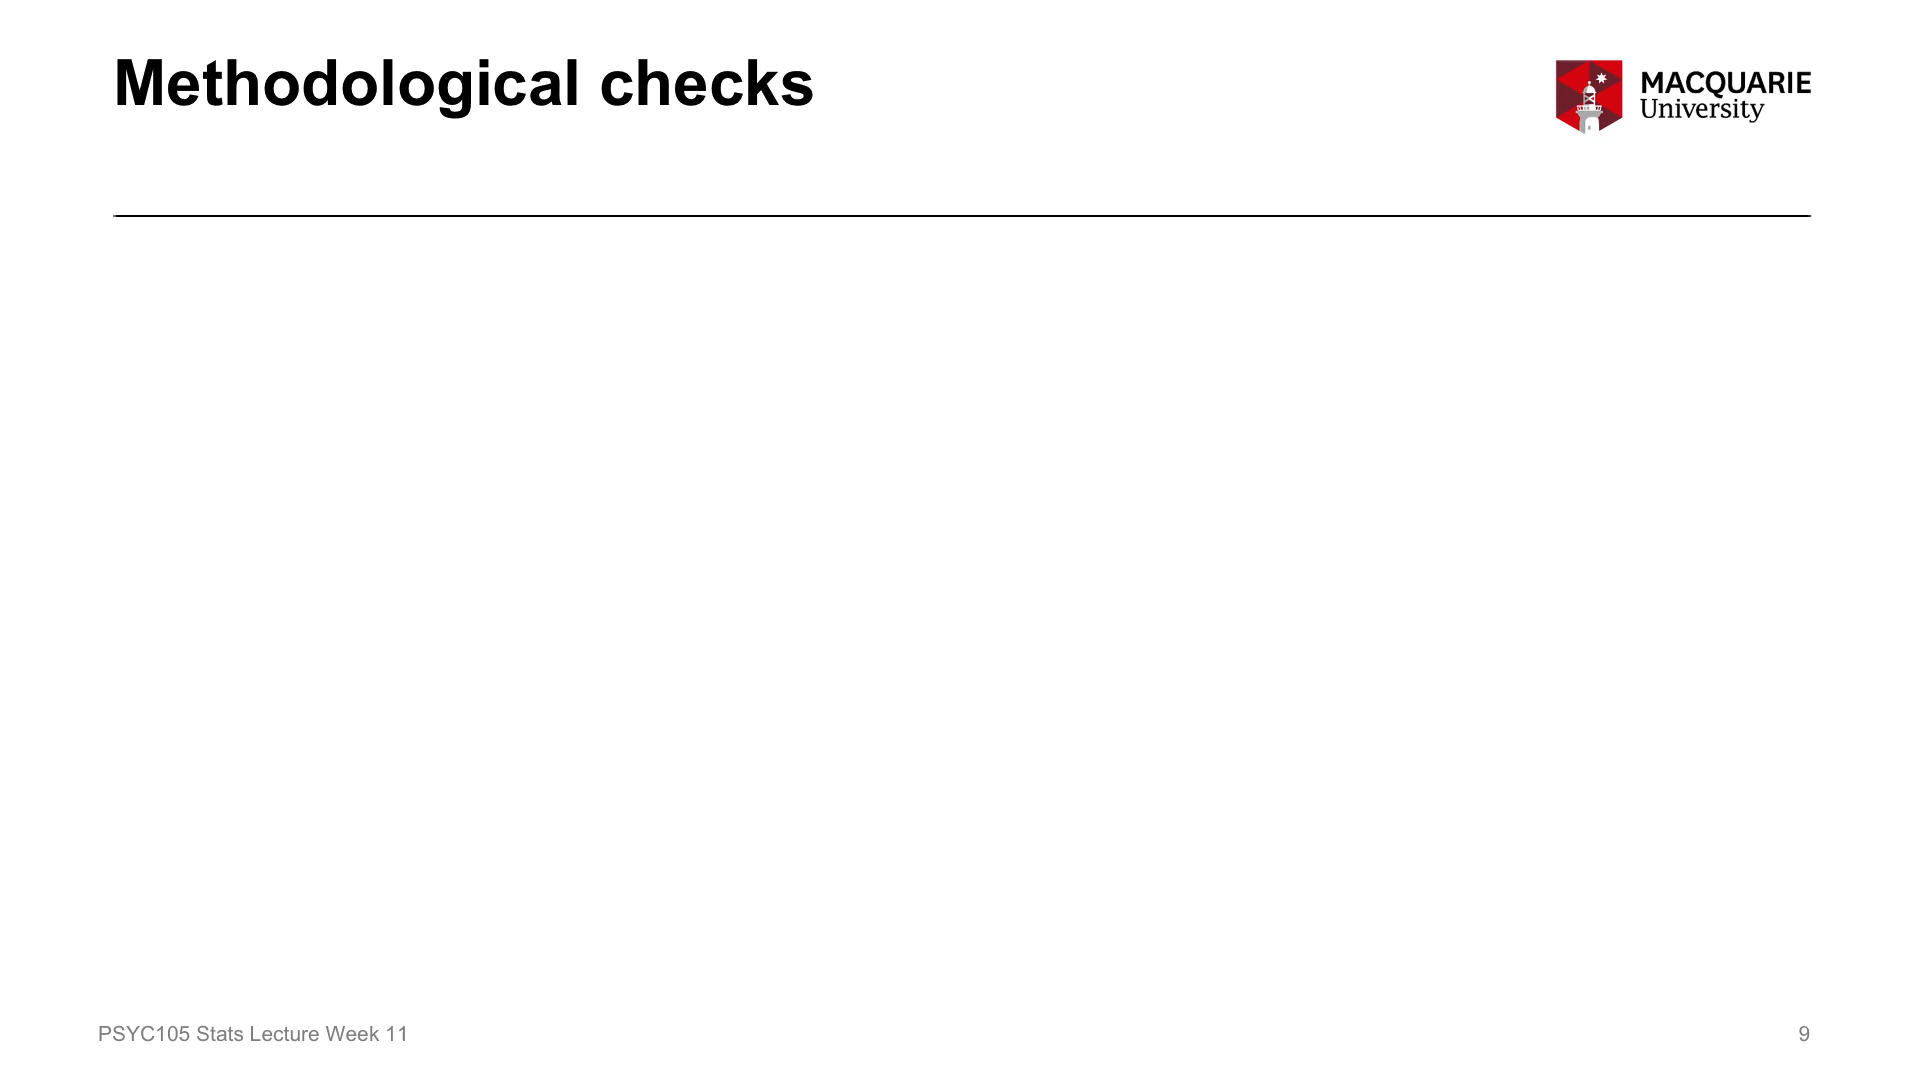 Methodological checks
MACQUARIE
University
PSYC105 Stats Lecture Week 11
9